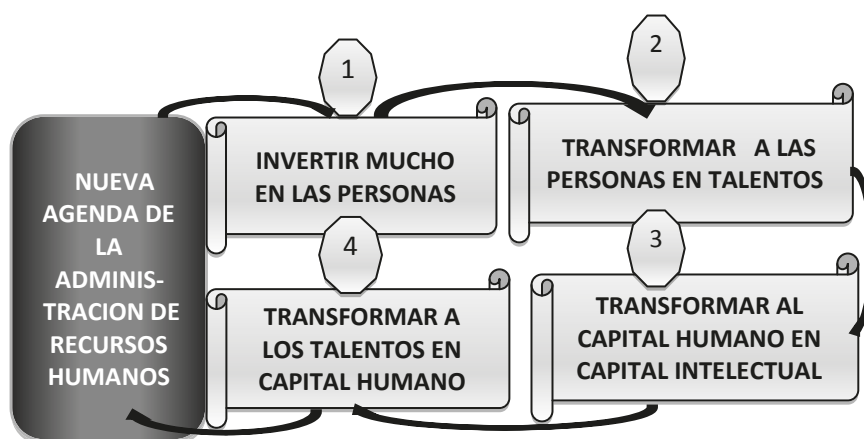 NUEVA
AGENDA DE
LA
ADMINIS-
TRACION DE
RECURSOS
HUMANOS
1
INVERTIR MUCHO
EN LAS PERSONAS
2
TRANSFORMAR A LAS
PERSONAS EN TALENTOS
3
TRANSFORMAR AL
CAPITAL HUMANO EN
CAPITAL INTELECTUAL
4
TRANSFORMAR A
LOS TALENTOS EN
CAPITAL HUMANO